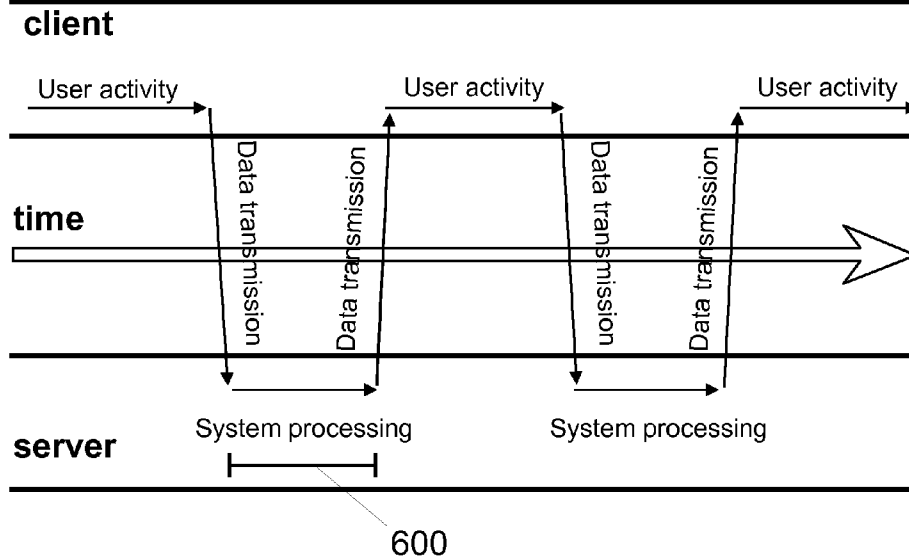 client
User activity
User activity
User activity
Data transmission
Data transmission
Data transmission
Data transmission
time
System processing
System processing
server
600